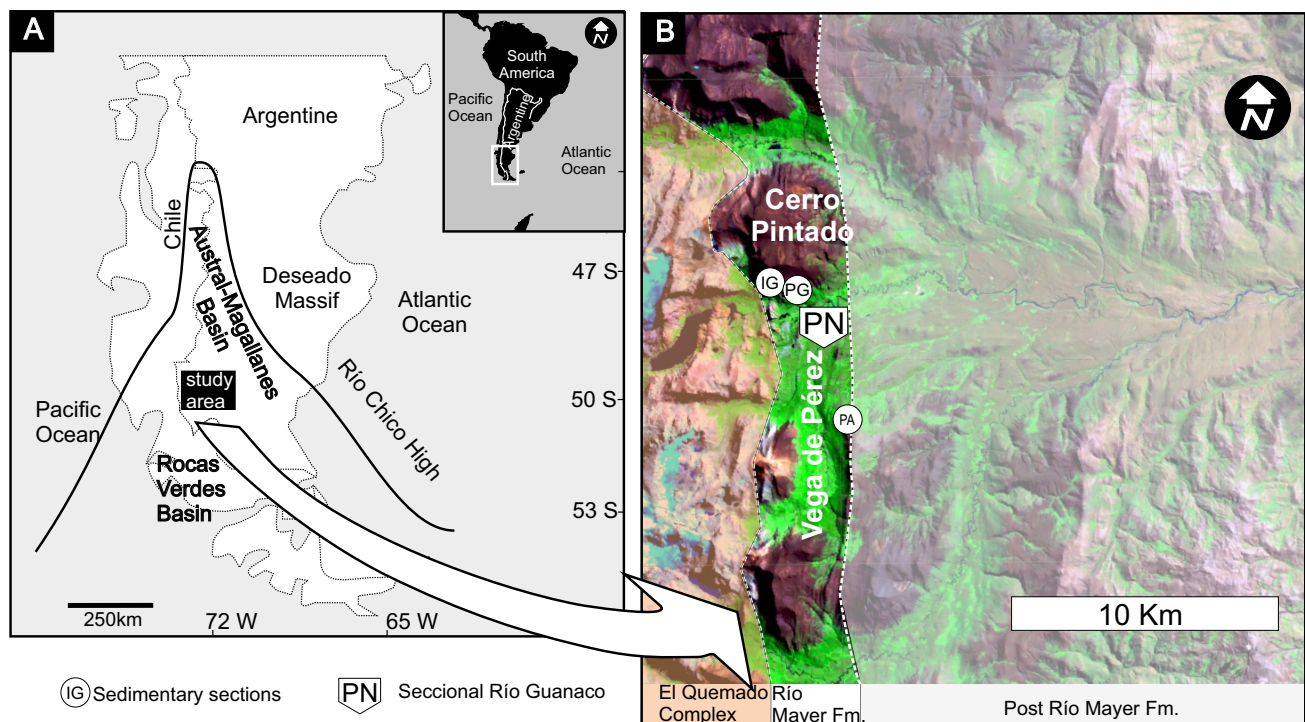 A
Argentine
Chile
Austral-Magallanes
Basin
Deseado
Massif
Atlantic
Ocean
Pacific
Ocean
study
area
Río Chico High
Rocas
Verdes
Basin
47 S
50 S
53 S
250km
72 W
65 W
N
South
America
Pacific
Ocean
Argentine
Atlantic
Ocean
IG
Sedimentary sections
PN
Seccional Río Guanaco
B
N
Cerro
Pintado
IG
PG
PN
Vega de Pérez
PA
10 Km
El Quemado
Complex
Río
Mayer Fm.
Post Río Mayer Fm.